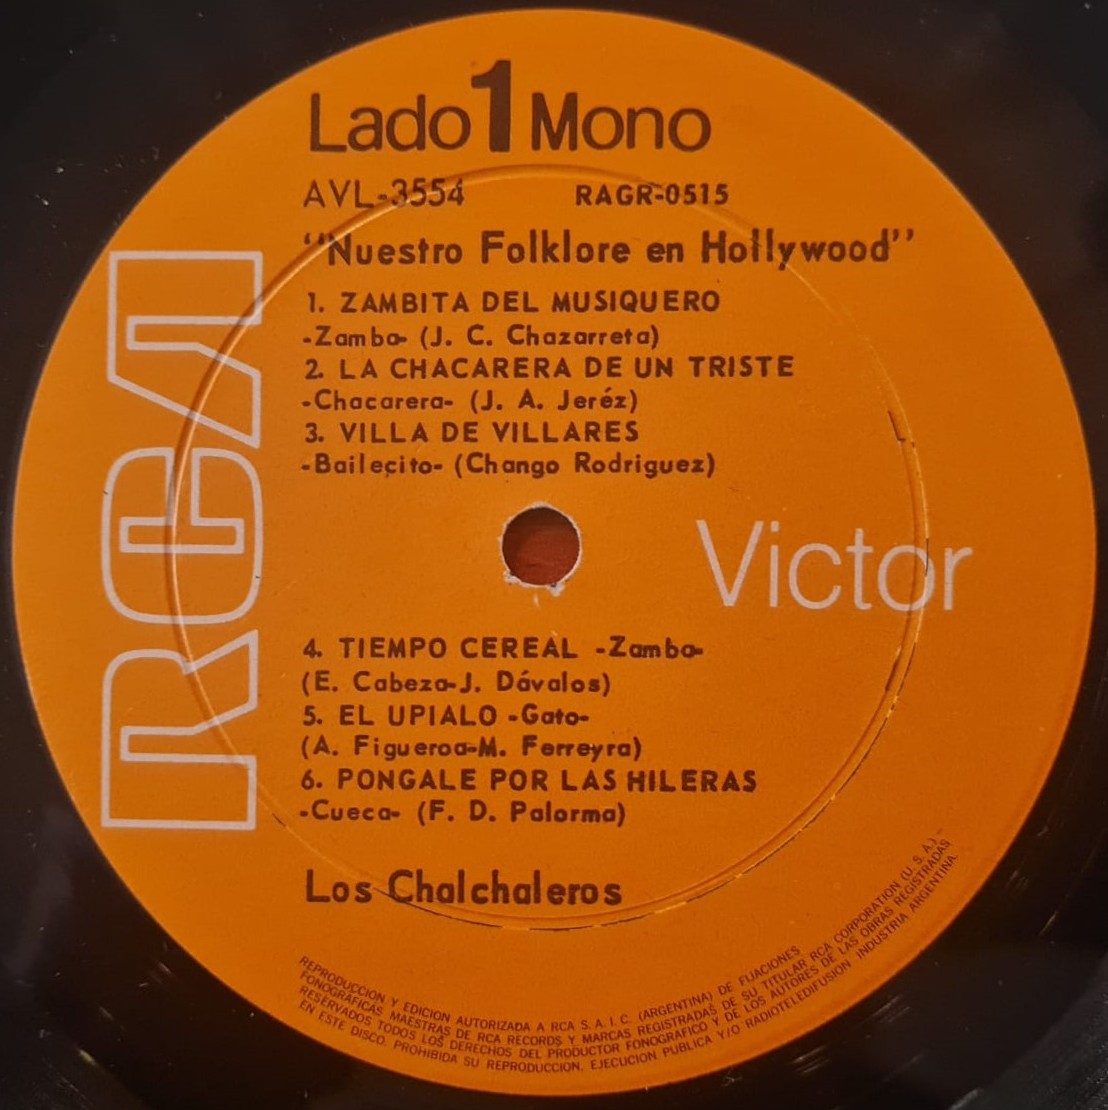 Lado 1 Mono
AVL-3554 RAGR-0515
"Nuestro Folklore en Hollywood"
1. ZAMBITA DEL MUSIQUERO
-Zamba- (J. C. Chazarreta)
2. LA CHACARERA DE UN TRISTE
-Chacarera- (J. A. Jeréz)
3. VILLA DE VILLARES
-Bailecito- (Chango Rodriguez)
RCA
Victor
4. TIEMPO CEREAL -Zamba-
(E. Cabeza-J. Dávalos)
5. EL UPIALO -Gato-
(A. Figueroa-M. Ferreyra)
6. PONGALE POR LAS HILERAS
-Cueca- (F. D. Palorma)
Los Chalchaleros
REPRODUCCION Y EDICION AUTORIZADA A RCA S. A. I. C. (ARGENTINA) DE FIJACIONES
FONOGRAFICAS MAESTRAS DE RCA RECORDS Y MARCAS REGISTRADAS DE SU TITULAR RCA CORPORATION (U. S. A.) -
RESERVADOS TODOS LOS DERECHOS DEL PRODUCTOR FONOGRAFICO Y DE LOS AUTORES DE LAS OBRAS REGISTRADAS
EN ESTE DISCO. PROHIBIDA SU REPRODUCCION. EJECUCION PUBLICA Y/O RADIOTELEDIFUSION INDUSTRIA ARGENTINA.